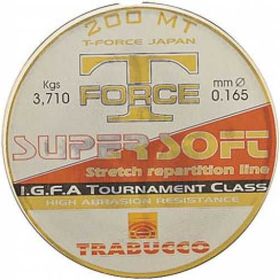 200 MT
T-FORCE JAPAN
T
FORCE
Kgs
3,710
mm Ø
0.165
SUPERSOFT
Stretch repartition line
I.G.F.A TOURNAMENT CLASS
HIGH ABRASION RESISTANCE
TRABUCCO